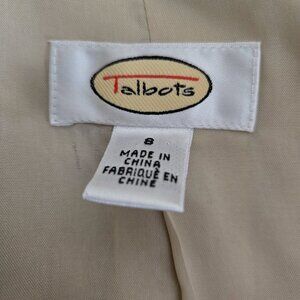 Talbots
8
MADE IN
CHINA
FABRIQUÉ EN
CHINE